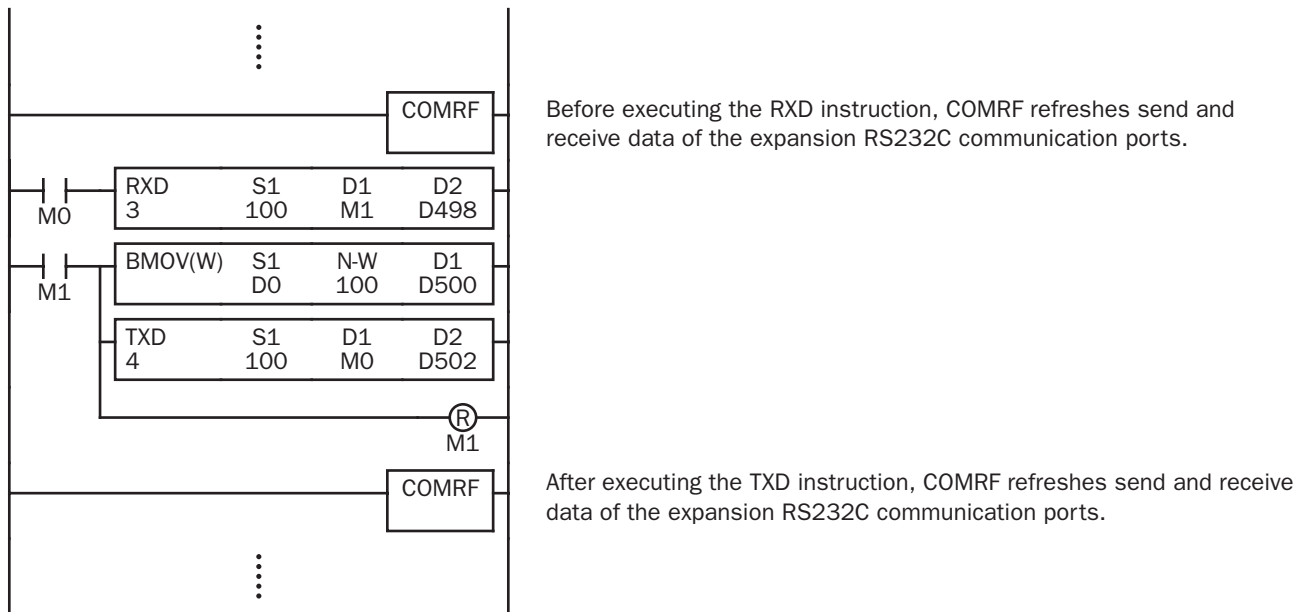 COMRF
Before executing the RXD instruction, COMRF refreshes send and
receive data of the expansion RS232C communication ports.
RXD S1 D1 D2
3 100 M1 D498
M0
BMOV(W) S1 N-W D1
D0 100 D500
M1
TXD S1 D1 D2
4 100 M0 D502
R
M1
COMRF
After executing the TXD instruction, COMRF refreshes send and receive
data of the expansion RS232C communication ports.